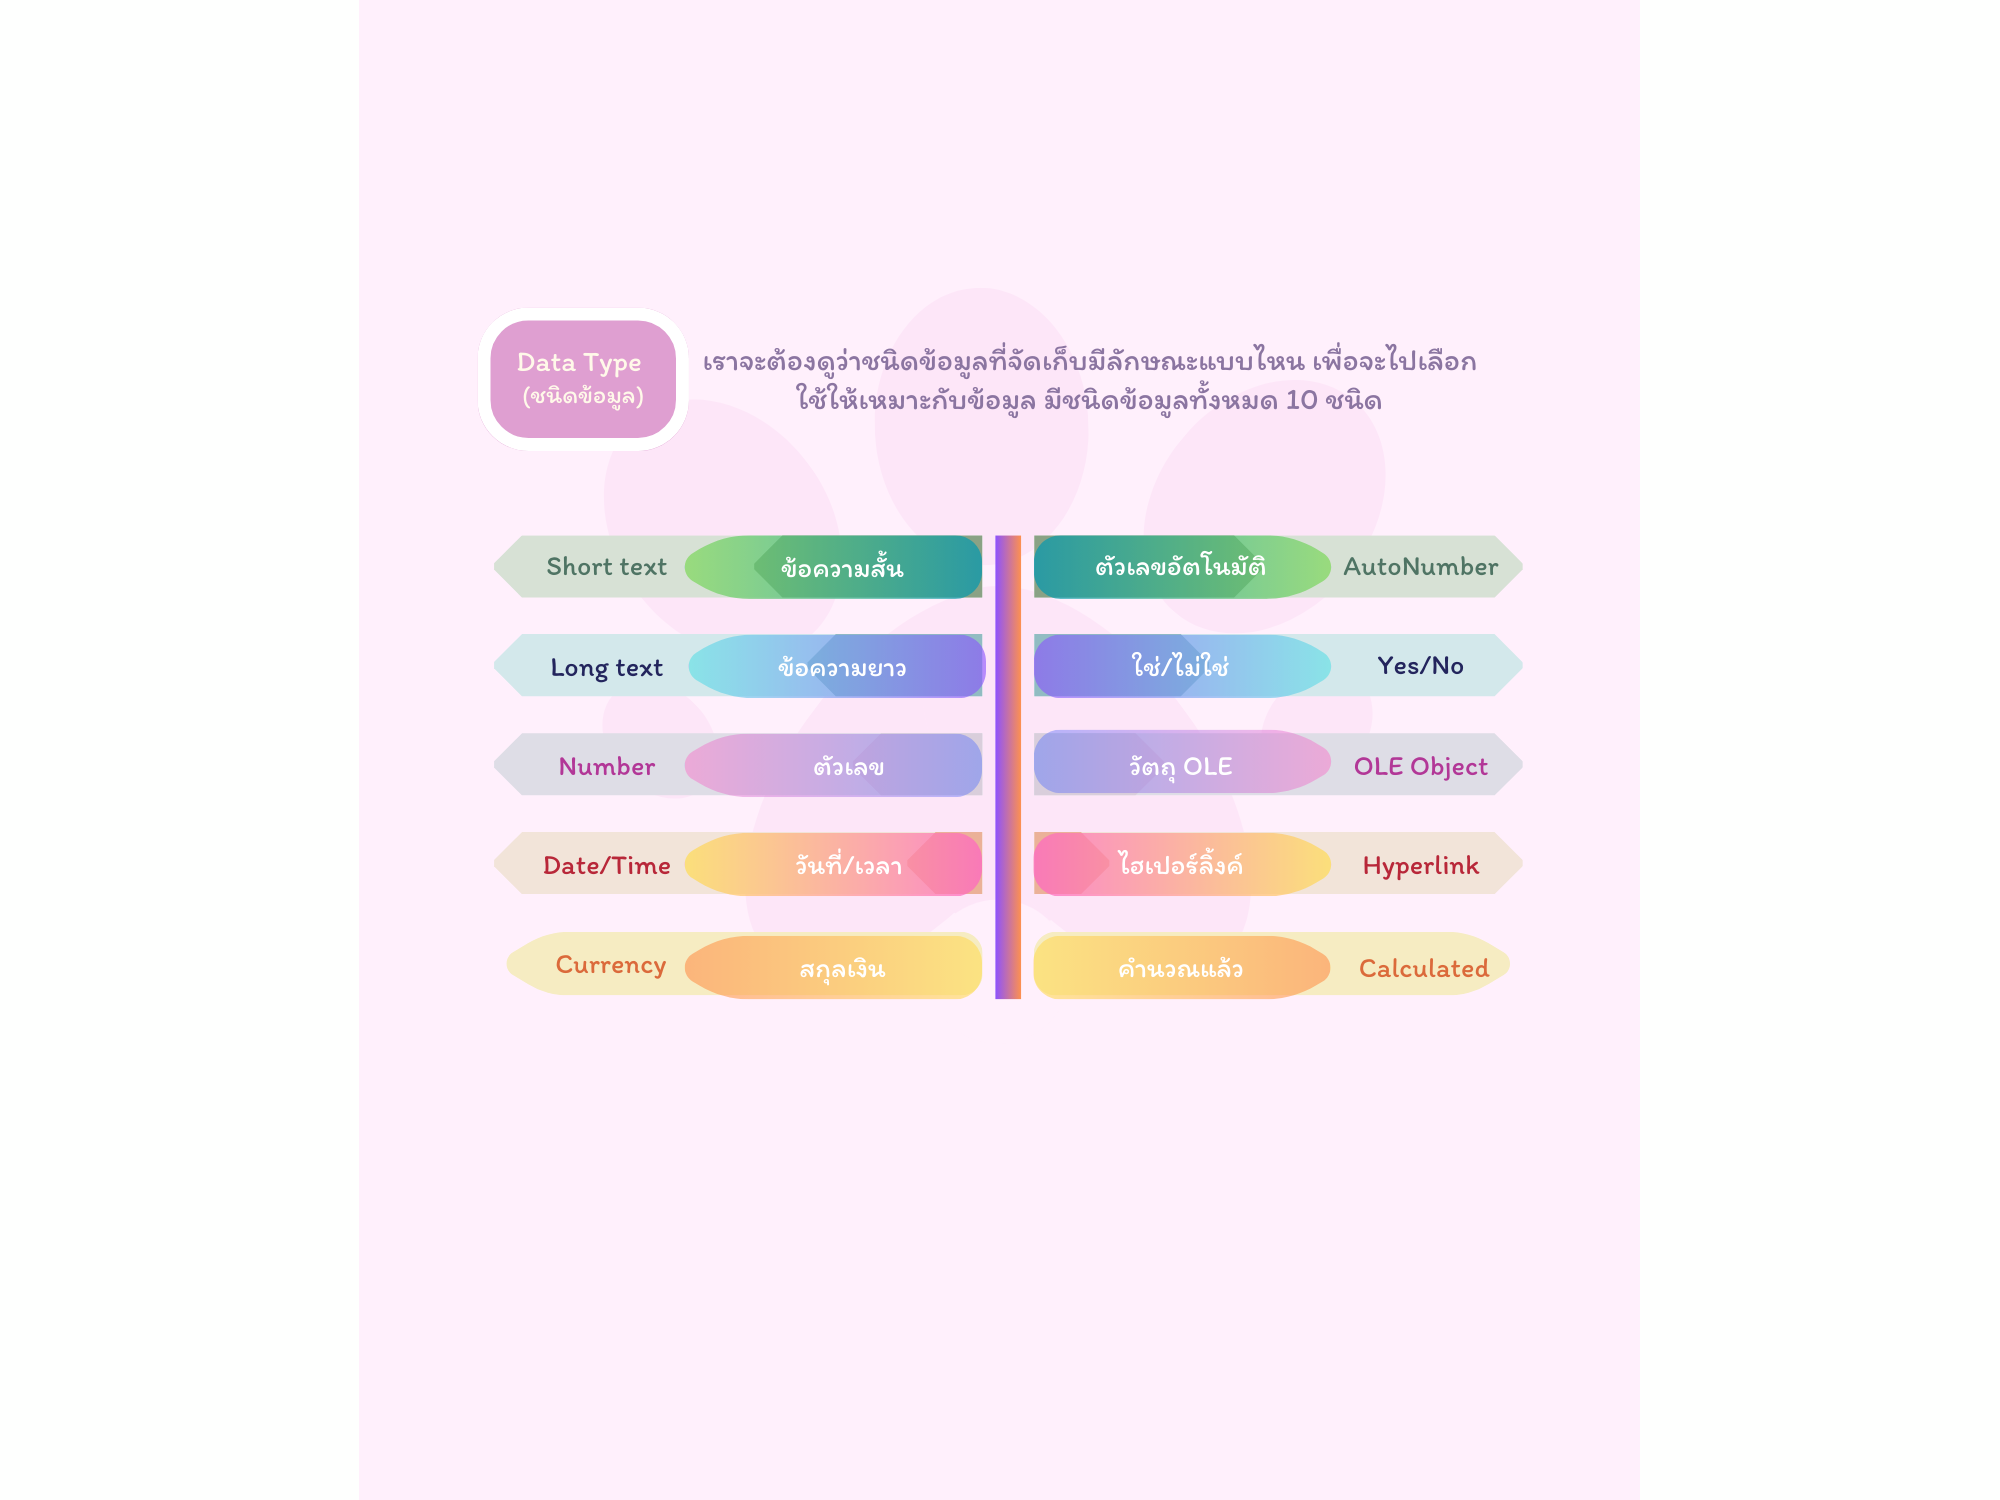 Data Type
(ชนิดข้อมูล)
เราจะต้องดูว่าชนิดข้อมูลที่จัดเก็บมีลักษณะแบบไหน เพื่อจะไปเลือก
ใช้ให้เหมาะกับข้อมูล มีชนิดข้อมูลทั้งหมด 10 ชนิด
Short text ข้อความสั้น
Long text ข้อความยาว
Number ตัวเลข
Date/Time วันที่/เวลา
Currency สกุลเงิน
ตัวเลขอัตโนมัติ AutoNumber
ใช่/ไม่ใช่ Yes/No
วัตถุ OLE OLE Object
ไฮเปอร์ลิ้งค์ Hyperlink
คำนวณแล้ว Calculated